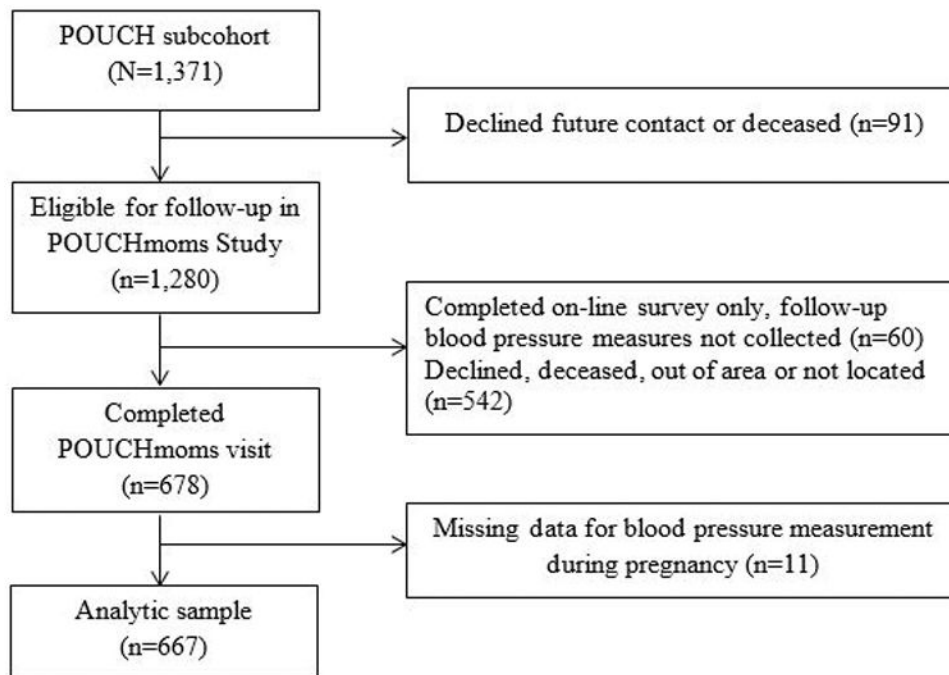 POUCH subcohort
(N=1,371)
Declined future contact or deceased (n=91)
Eligible for follow-up in
POUCHmoms Study
(n=1,280)
Completed on-line survey only, follow-up
blood pressure measures not collected (n=60)
Declined, deceased, out of area or not located
(n=542)
Completed
POUCHmoms visit
(n=678)
Missing data for blood pressure measurement
during pregnancy (n=11)
Analytic sample
(n=667)